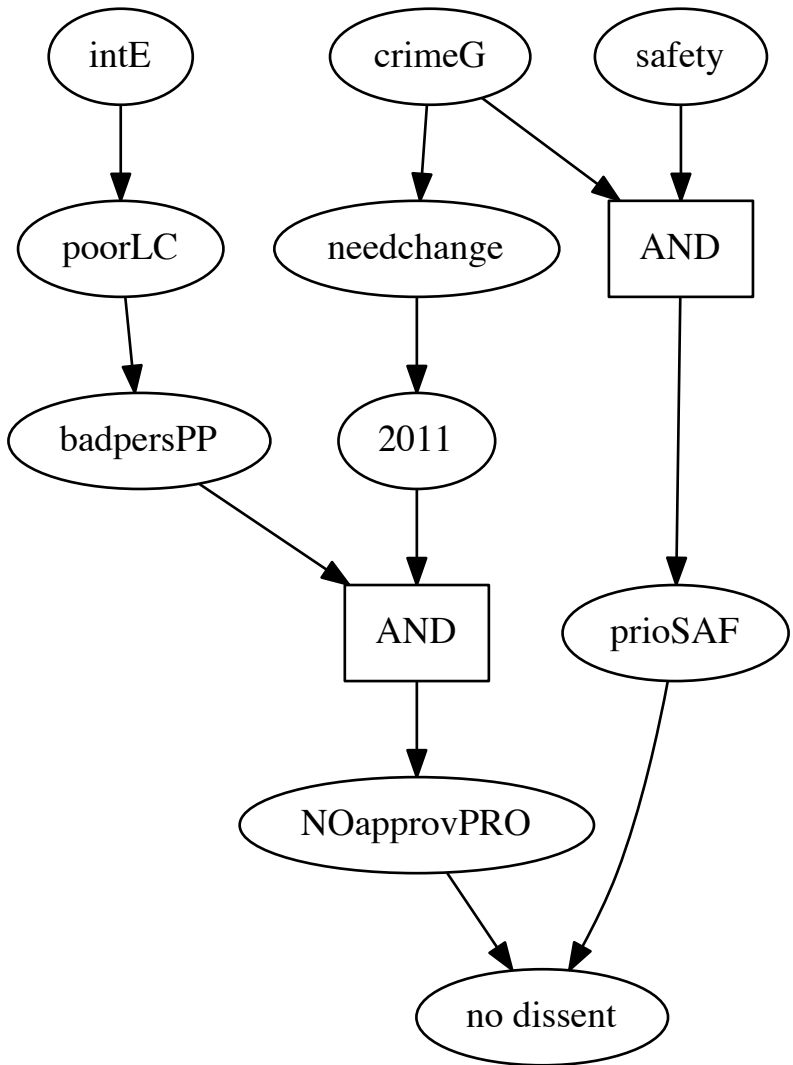 intE
crimeG
safety
poorLC
needchange
AND
badpersPP
2011
AND
prioSAF
NOapprovPRO
no dissent